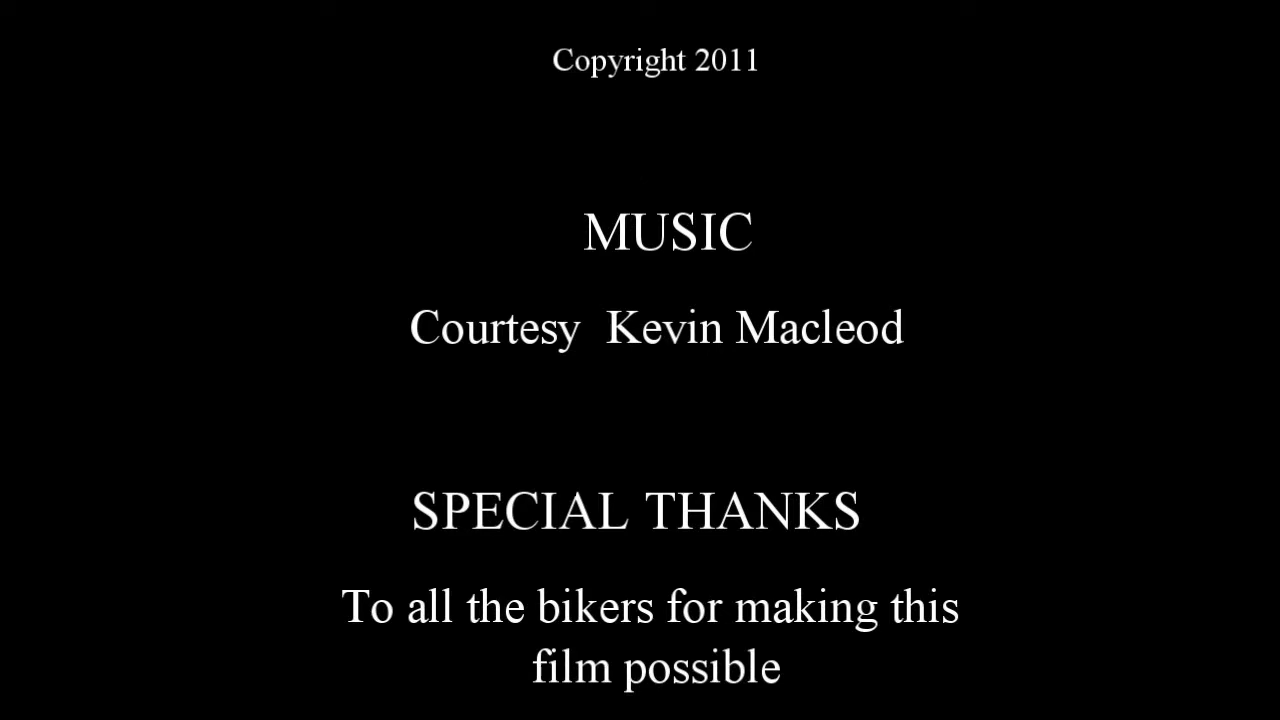 Copyright 2011
MUSIC
Courtesy  Kevin Macleod
SPECIAL THANKS
To all the bikers for making this
film possible